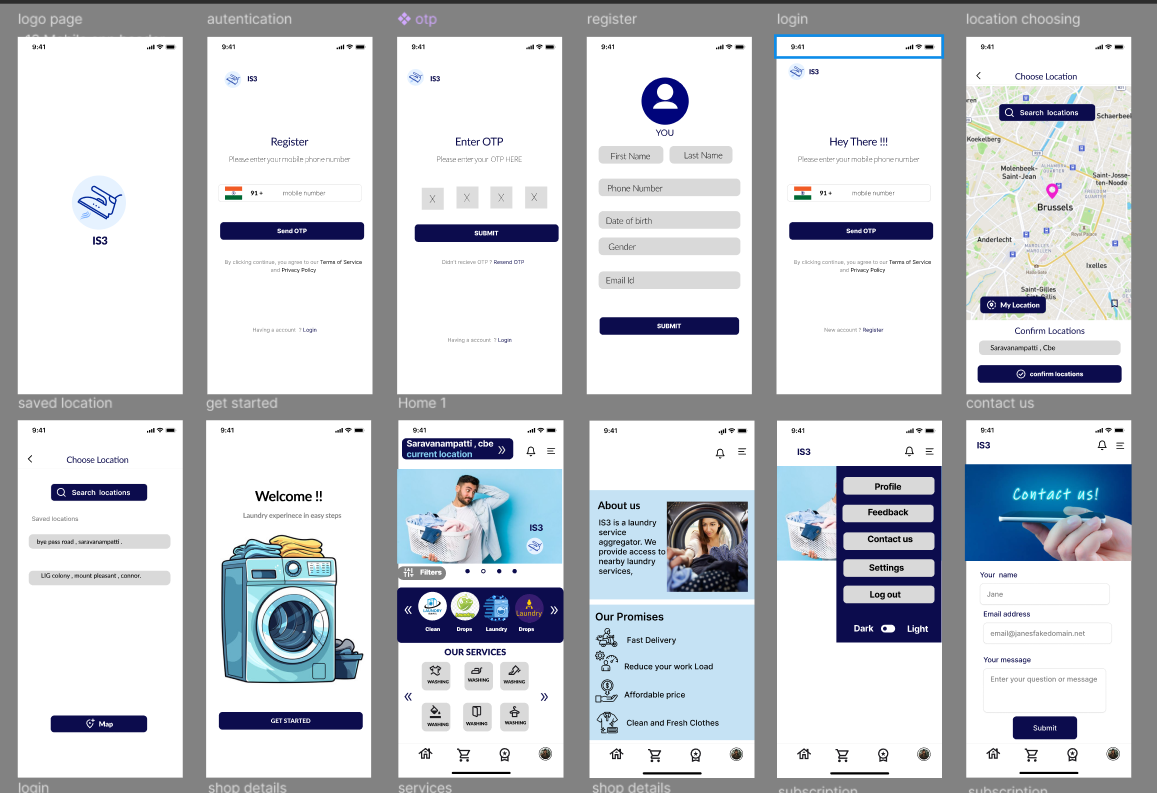 logo page
autentication
otp
register
login
location choosing
9:41
IS3
9:41
IS3
Register
Please enter your mobile phone number
91 +
mobile number
Send OTP
By clicking continue, you agree to our Terms of Service
and Privacy Policy
Having a account ? Login
9:41
IS3
Enter OTP
Please enter your OTP HERE
X X X X
SUBMIT
Didn't recieve OTP ? Resend OTP
Having a account ? Login
9:41
YOU
First Name
Last Name
Phone Number
Date of birth
Gender
Email Id
SUBMIT
9:41
IS3
Hey There !!!
Please enter your mobile phone number
91 +
mobile number
Send OTP
By clicking continue, you agree to our Terms of Service
and Privacy Policy
New account ? Register
9:41
Choose Location
Search locations
Schaerbeel
Koekelberg
Molenbeek-
Saint-Jean
Saint-Josse-
ten-Noode
Brussels
Anderlecht
Ixelles
Saint-Gilles
My Location
Confirm Locations
Saravanampatti , Cbe
confirm locations
saved location
get started
Home 1
contact us
9:41
Choose Location
Search locations
Saved locations
bye pass road , saravanampatti .
LIG colony , mount pleasant , cannor.
Map
9:41
Welcome !!
Laundry experinece in easy steps
GET STARTED
9:41
Saravanampatti , cbe
current location
IS3
Filters
LAUNDRY
Laundry
LAUNDRY
Laundry
Clean
Drops
Laundry
Drops
OUR SERVICES
WASHING
WASHING
WASHING
WASHING
WASHING
WASHING
9:41
About us
IS3 is a laundry
service
aggregator. We
provide access to
nearby laundry
services,
Our Promises
Fast Delivery
Reduce your work Load
Affordable price
Clean and Fresh Clothes
9:41
IS3
Profile
Feedback
Contact us
Settings
Log out
Dark
Light
9:41
IS3
Contact us!
Your name
Jane
Email address
email@janesfakedomain.net
Your message
Enter your question or message
Submit
login
shop details
services
shop details
subscription
subscription